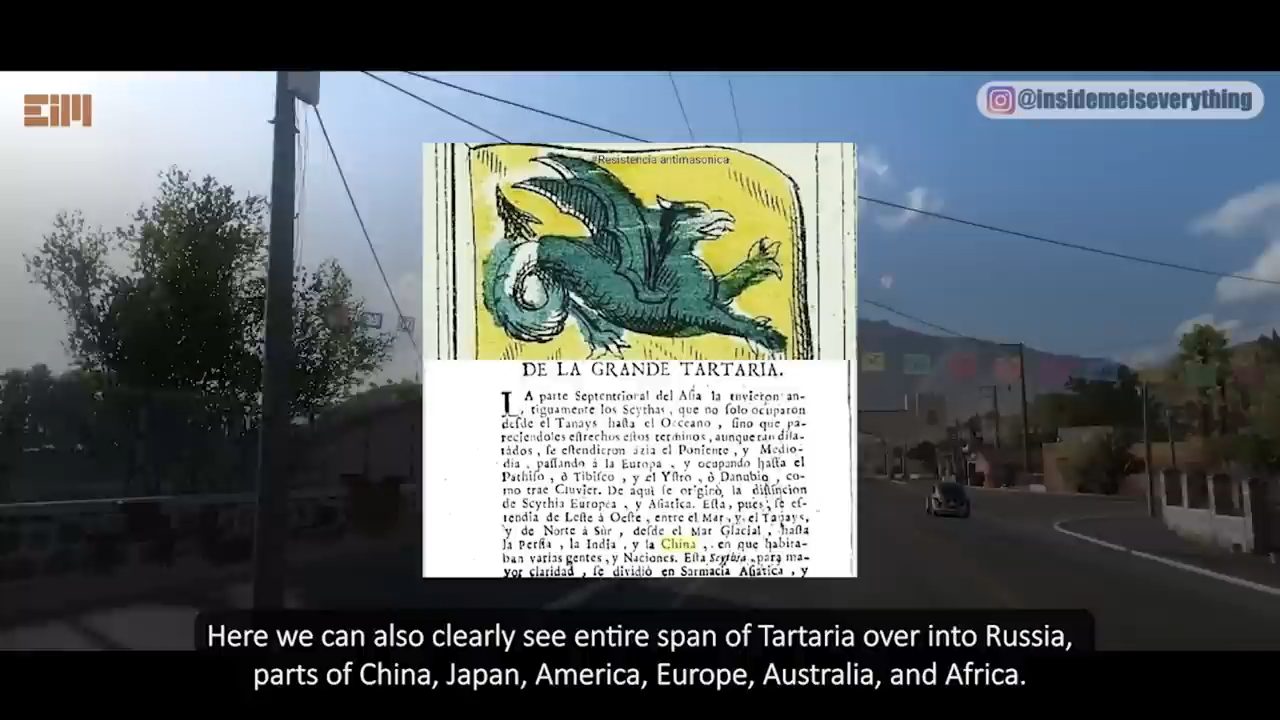 EIM
@insidemeiseverything
#Resistencia antimasonica
DE LA GRANDE TARTARIA.
LA parte Septentrional del Asia la tuvieron an-
tiguamente los Scythas, que no solo ocuparon
desde el Tanays hasta el Occeano, sino que pa-
reciendoles estrechos estos terminos, aunque tan dila-
tados, se estendieron àzia el Poniente, y Medio-
dia, passando à la Europa, y ocupando hasta el
Pathiso, ò Tibisco, y el Ystro, ò Danubio, co-
mo trae Cluvier. De aqui se originò la distincion
de Scythia Europea, y Asiatica. Esta, pues, se es-
tendia de Leste à Oeste, entre el Mar, y el Tanays,
y de Norte à Sùr, desde el Mar Glacial, hasta
la Persia, la India, y la China, en que habita-
ban varias gentes, y Naciones. Esta Scythia, para ma-
yor claridad, se dividiò en Sarmacia Asiatica, y
Here we can also clearly see entire span of Tartaria over into Russia,
parts of China, Japan, America, Europe, Australia, and Africa.